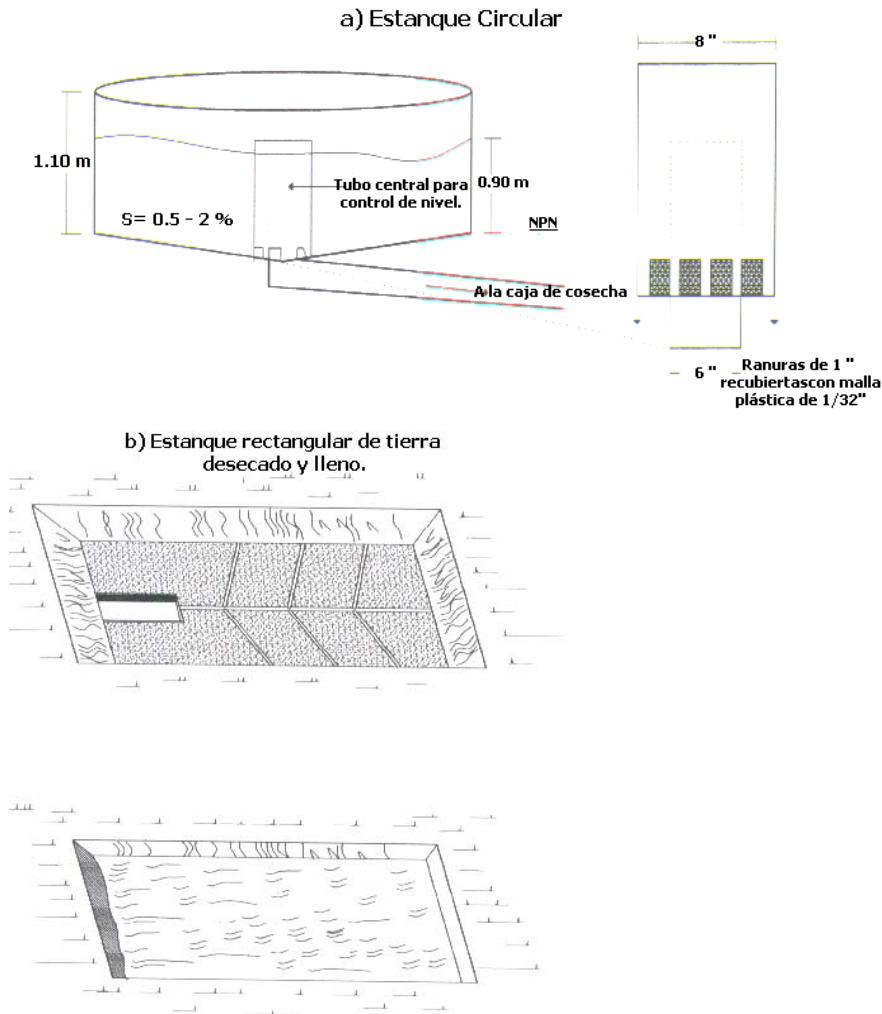 a) Estanque Circular
8 "
1.10 m
Tubo central para
control de nivel.
0.90 m
S= 0.5 - 2 %
NPN
A la caja de cosecha
6 "
Ranuras de 1 "
recubiertascon malla
plástica de 1/32"
b) Estanque rectangular de tierra
desecado y lleno.